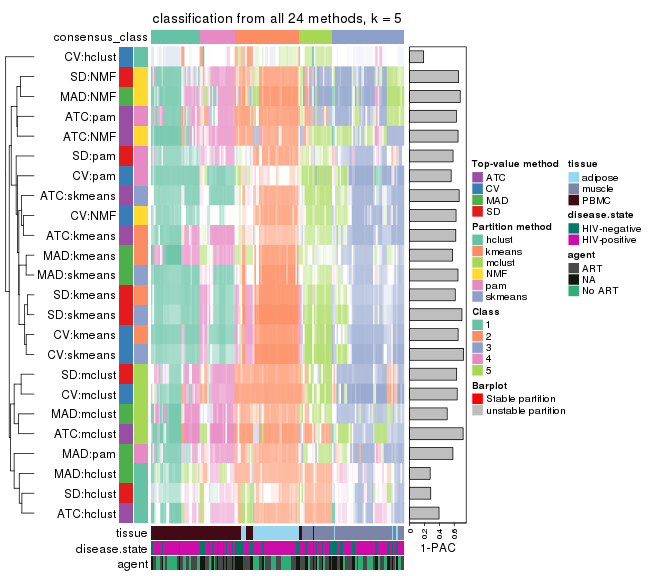 classification from all 24 methods, k = 5
consensus_class
CV:hclust
SD:NMF
MAD:NMF
ATC:pam
ATC:NMF
SD:pam
CV:pam
ATC:skmeans
CV:NMF
ATC:kmeans
MAD:kmeans
MAD:skmeans
SD:kmeans
SD:skmeans
CV:kmeans
CV:skmeans
SD:mclust
CV:mclust
MAD:mclust
ATC:mclust
MAD:pam
MAD:hclust
SD:hclust
ATC:hclust
tissue
disease.state
agent
0
0.2
0.4
0.6
1-PAC
Top-value method
ATC
CV
MAD
SD
Partition method
hclust
kmeans
mclust
NMF
pam
skmeans
Class
1
2
3
4
5
Barplot
Stable partition
unstable partition
tissue
adipose
muscle
PBMC
disease.state
HIV-negative
HIV-positive
agent
ART
NA
No ART